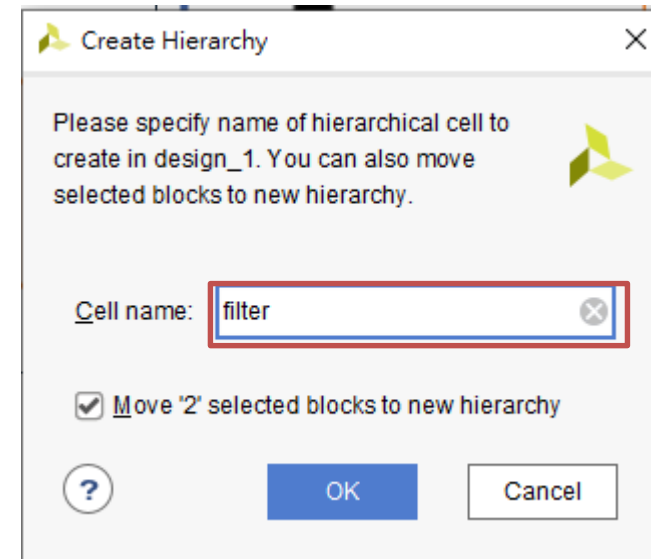 Create Hierarchy
Please specify name of hierarchical cell to
create in design_1. You can also move
selected blocks to new hierarchy.
Cell name: filter
Move '2' selected blocks to new hierarchy
? OK Cancel